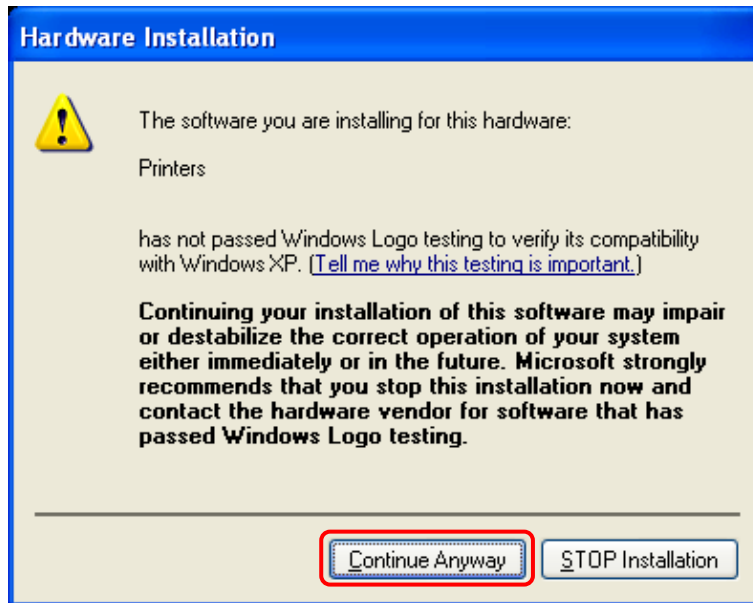 Hardware Installation
The software you are installing for this hardware:
Printers
has not passed Windows Logo testing to verify its compatibility
with Windows XP. (Tell me why this testing is important.)
Continuing your installation of this software may impair
or destabilize the correct operation of your system
either immediately or in the future. Microsoft strongly
recommends that you stop this installation now and
contact the hardware vendor for software that has
passed Windows Logo testing.
Continue Anyway
STOP Installation